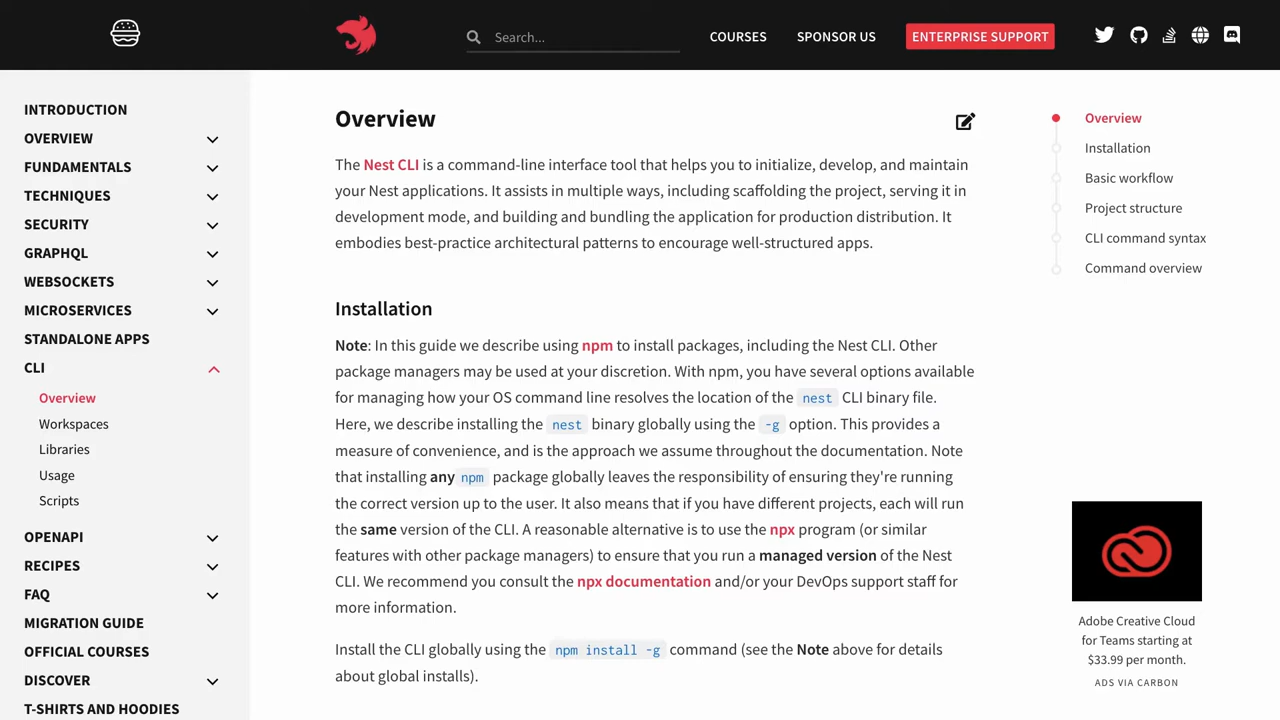 Search...
COURSES
SPONSOR US
ENTERPRISE SUPPORT
INTRODUCTION
OVERVIEW
FUNDAMENTALS
TECHNIQUES
SECURITY
GRAPHQL
WEBSOCKETS
MICROSERVICES
STANDALONE APPS
CLI
Overview
Workspaces
Libraries
Usage
Scripts
OPENAPI
RECIPES
FAQ
MIGRATION GUIDE
OFFICIAL COURSES
DISCOVER
T-SHIRTS AND HOODIES
Overview
The Nest CLI is a command-line interface tool that helps you to initialize, develop, and maintain
your Nest applications. It assists in multiple ways, including scaffolding the project, serving it in
development mode, and building and bundling the application for production distribution. It
embodies best-practice architectural patterns to encourage well-structured apps.
Installation
Note: In this guide we describe using npm to install packages, including the Nest CLI. Other
package managers may be used at your discretion. With npm, you have several options available
for managing how your OS command line resolves the location of the nest CLI binary file.
Here, we describe installing the nest binary globally using the -g option. This provides a
measure of convenience, and is the approach we assume throughout the documentation. Note
that installing any npm package globally leaves the responsibility of ensuring they're running
the correct version up to the user. It also means that if you have different projects, each will run
the same version of the CLI. A reasonable alternative is to use the npx program (or similar
features with other package managers) to ensure that you run a managed version of the Nest
CLI. We recommend you consult the npx documentation and/or your DevOps support staff for
more information.
Install the CLI globally using the npm install -g command (see the Note above for details
about global installs).
Overview
Installation
Basic workflow
Project structure
CLI command syntax
Command overview
Adobe Creative Cloud
for Teams starting at
$33.99 per month.
ADS VIA CARBON